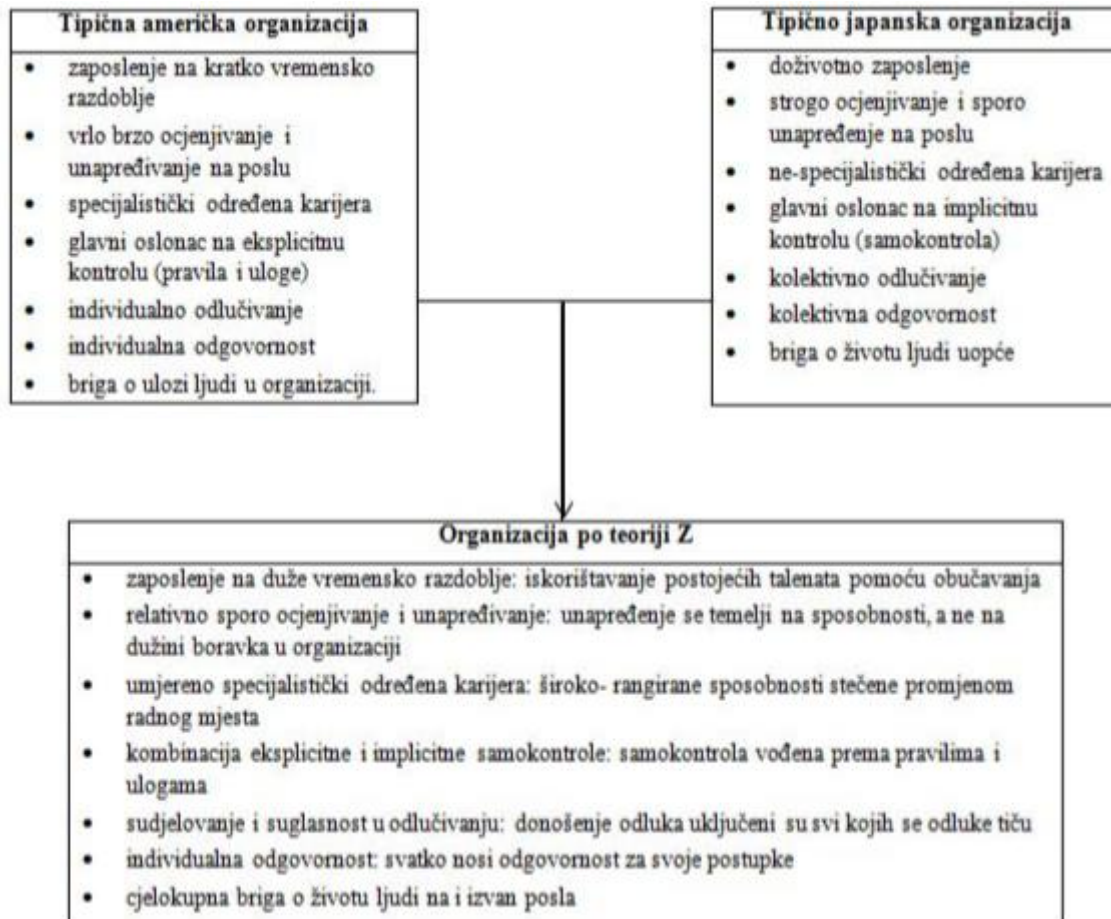 Tipična američka organizacija
• zaposlenje na kratko vremensko
razdoblje
• vrlo brzo ocjenjivanje i
unapređivanje na poslu
• specijalistički određena karijera
• glavni oslonac na eksplicitnu
kontrolu (pravila i uloge)
• individualno odlučivanje
• individualna odgovornost
• briga o ulozi ljudi u organizaciji.
Tipično japanska organizacija
• doživotno zaposlenje
• strogo ocjenjivanje i sporo
unapređenje na poslu
• ne-specijalistički određena karijera
• glavni oslonac na implicitnu
kontrolu (samokontrola)
• kolektivno odlučivanje
• kolektivna odgovornost
• briga o životu ljudi uopće
Organizacija po teoriji Z
• zaposlenje na duže vremensko razdoblje: iskorištavanje postojećih talenata pomoću obučavanja
• relativno sporo ocjenjivanje i unapređivanje: unapređenje se temelji na sposobnosti, a ne na
dužini boravka u organizaciji
• umjereno specijalistički određena karijera: široko- rangirane sposobnosti stečene promjenom
radnog mjesta
• kombinacija eksplicitne i implicitne samokontrole: samokontrola vođena prema pravilima i
ulogama
• sudjelovanje i suglasnost u odlučivanju: donošenje odluka uključeni su svi kojih se odluke tiču
• individualna odgovornost: svatko nosi odgovornost za svoje postupke
• cjelokupna briga o životu ljudi na i izvan posla